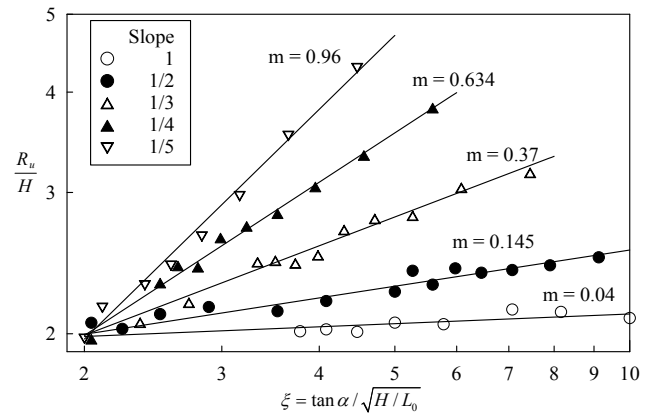 5
4
3
2
R_u
H
Slope
1
1/2
1/3
1/4
1/5
m = 0.96
m = 0.634
m = 0.37
m = 0.145
m = 0.04
2 3 4 5 6 7 8 9 10
ξ = tan α / √H / L₀